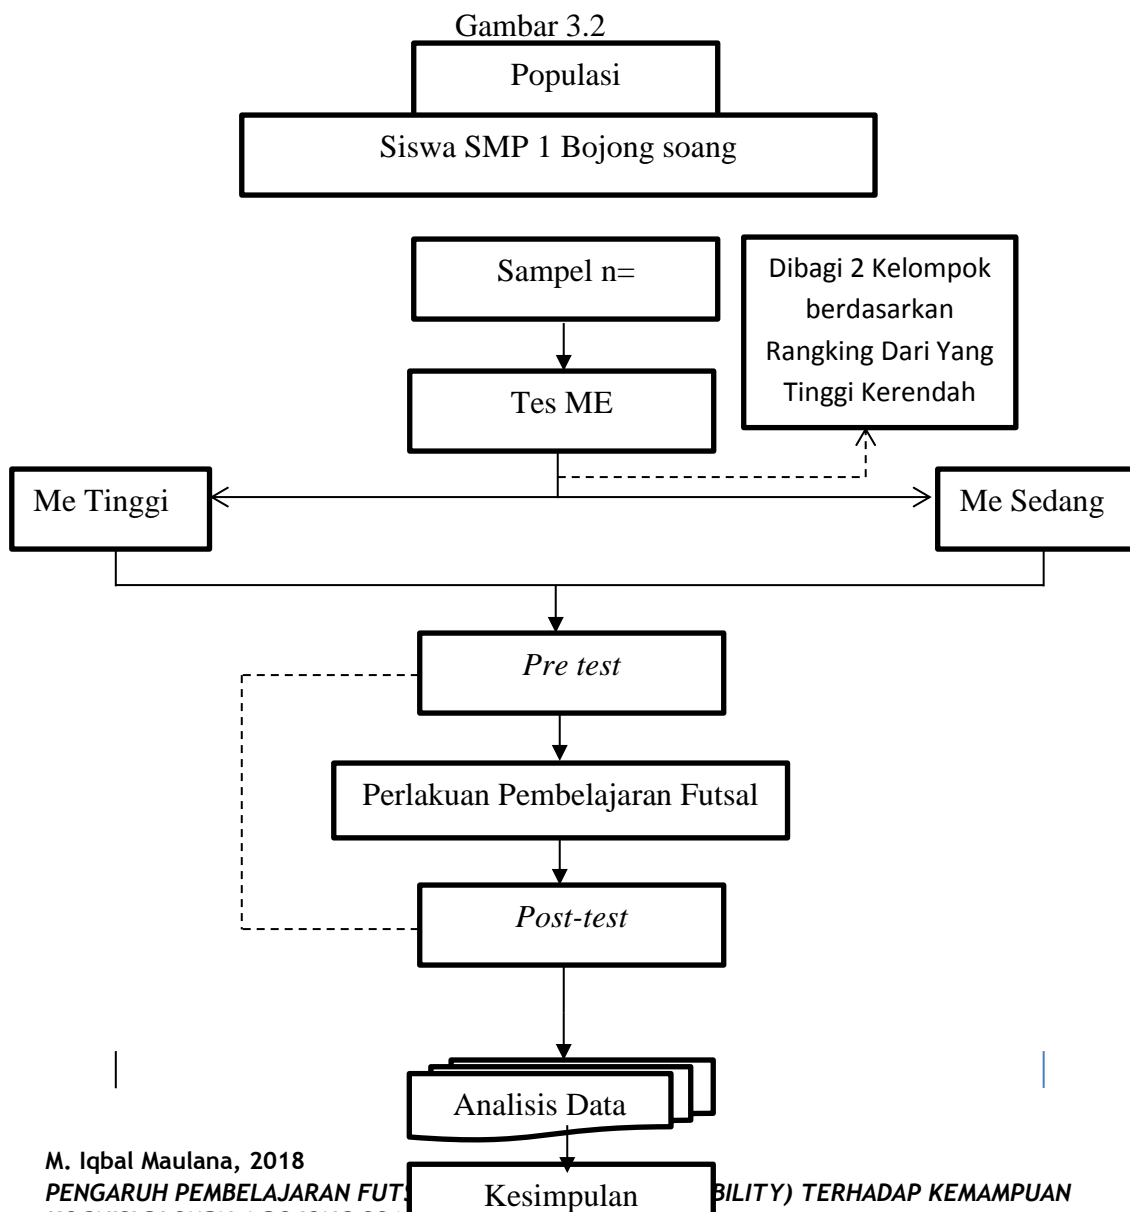 Gambar 3.2
Populasi
Siswa SMP 1 Bojong soang
Sampel n=
Dibagi 2 Kelompok
berdasarkan
Rangking Dari Yang
Tinggi Kerendah
Tes ME
Me Tinggi
Me Sedang
Pre test
Perlakuan Pembelajaran Futsal
Post-test
Analisis Data
Kesimpulan
M. Iqbal Maulana, 2018
PENGARUH PEMBELAJARAN FUTS BILITY) TERHADAP KEMAMPUAN